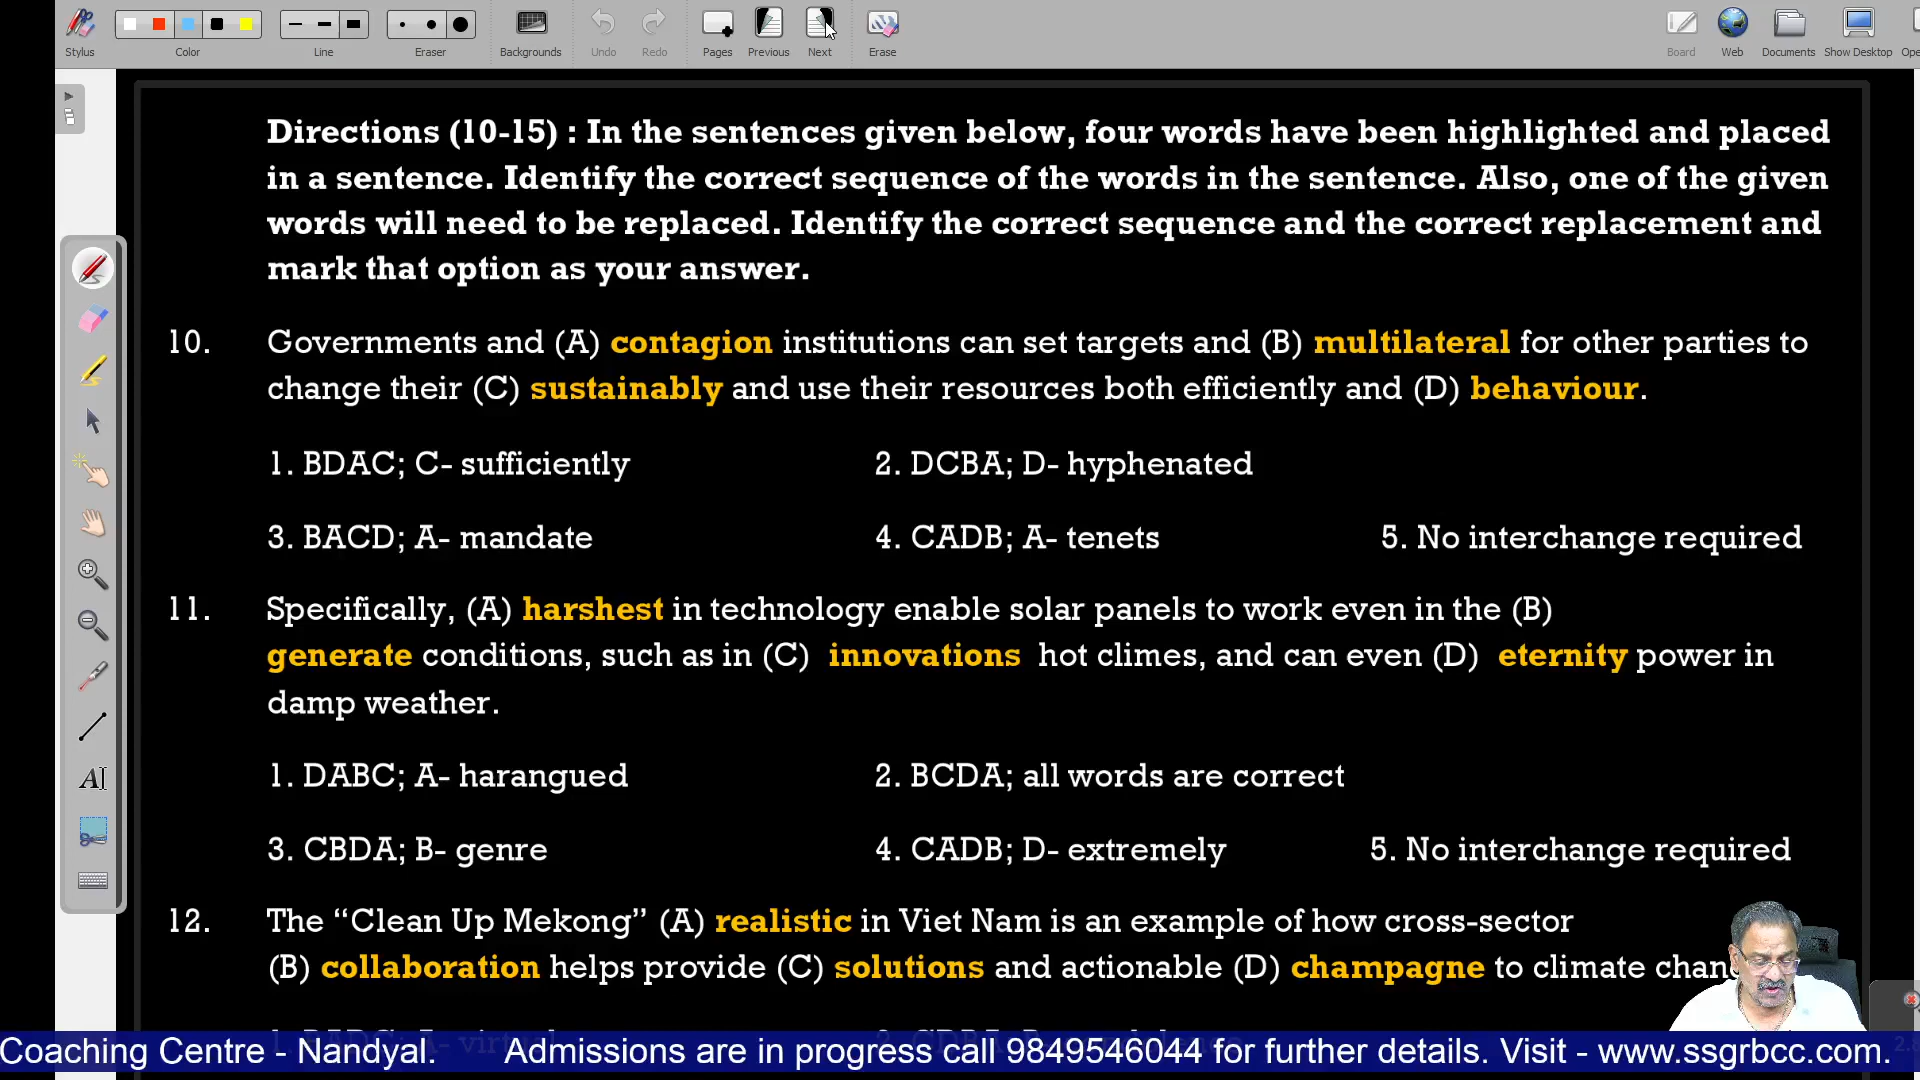 Stylus Color Line Eraser Backgrounds Undo Redo Pages Previous Next Erase Board Web Documents Show Desktop
Directions (10-15) : In the sentences given below, four words have been highlighted and placed
in a sentence. Identify the correct sequence of the words in the sentence. Also, one of the given
words will need to be replaced. Identify the correct sequence and the correct replacement and
mark that option as your answer.
10. Governments and (A) contagion institutions can set targets and (B) multilateral for other parties to
change their (C) sustainably and use their resources both efficiently and (D) behaviour.
1. BDAC; C- sufficiently 2. DCBA; D- hyphenated
3. BACD; A- mandate 4. CADB; A- tenets 5. No interchange required
11. Specifically, (A) harshest in technology enable solar panels to work even in the (B)
generate conditions, such as in (C) innovations hot climes, and can even (D) eternity power in
damp weather.
1. DABC; A- harangued 2. BCDA; all words are correct
3. CBDA; B- genre 4. CADB; D- extremely 5. No interchange required
12. The “Clean Up Mekong” (A) realistic in Viet Nam is an example of how cross-sector
(B) collaboration helps provide (C) solutions and actionable (D) champagne to climate
Coaching Centre - Nandyal. Admissions are in progress call 9849546044 for further details. Visit - www.ssgrbcc.com.